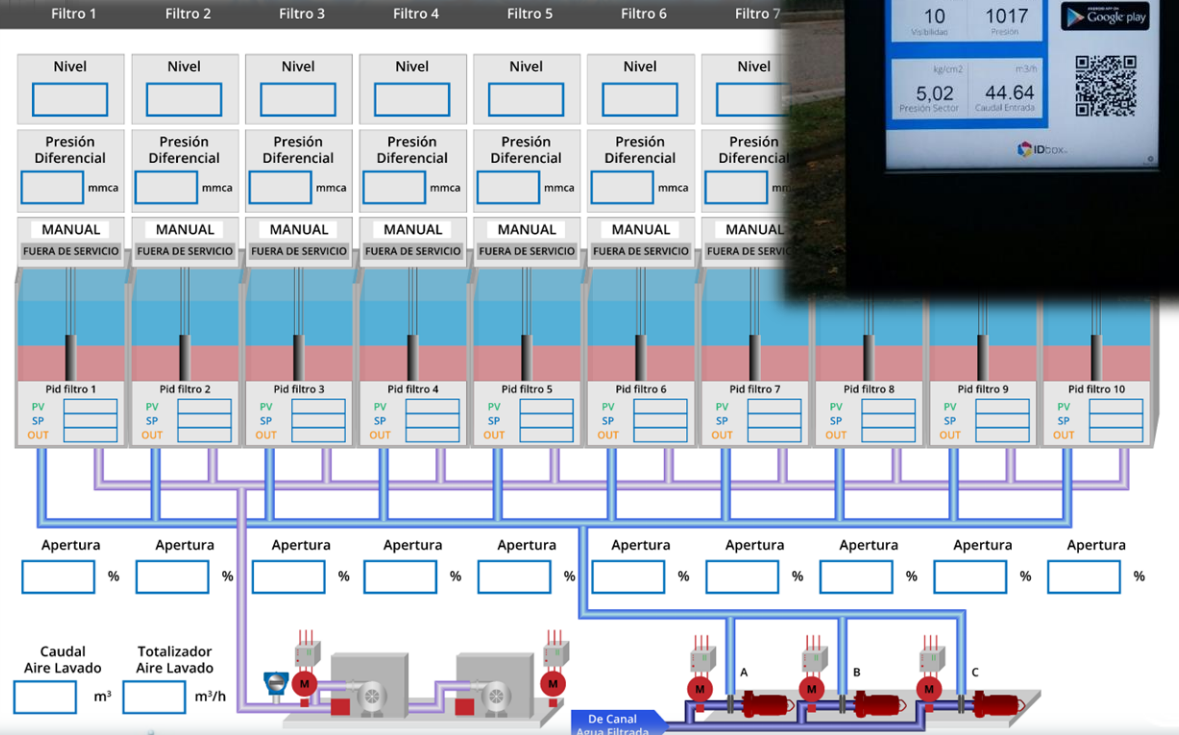 Filtro 1 Filtro 2 Filtro 3 Filtro 4 Filtro 5 Filtro 6 Filtro 7
10 1017
Visibilidad Presión
ANDROID APP ON
Google play
kg/cm2 m3/h
5,02 44.64
Presión Sector Caudal Entrada
IDbox
Nivel Nivel Nivel Nivel Nivel Nivel Nivel
Presión Presión Presión Presión Presión Presión Presión
Diferencial Diferencial Diferencial Diferencial Diferencial Diferencial Diferencial
mmca mmca mmca mmca mmca mmca
MANUAL MANUAL MANUAL MANUAL MANUAL MANUAL MANUAL
FUERA DE SERVICIO FUERA DE SERVICIO FUERA DE SERVICIO FUERA DE SERVICIO FUERA DE SERVICIO FUERA DE SERVICIO FUERA DE SERVICIO
Pid filtro 1 Pid filtro 2 Pid filtro 3 Pid filtro 4 Pid filtro 5 Pid filtro 6 Pid filtro 7 Pid filtro 8 Pid filtro 9 Pid filtro 10
PV PV PV PV PV PV PV PV PV PV
SP SP SP SP SP SP SP SP SP SP
OUT OUT OUT OUT OUT OUT OUT OUT OUT OUT
Apertura Apertura Apertura Apertura Apertura Apertura Apertura Apertura Apertura Apertura
% % % % % % % % % %
Caudal Totalizador
Aire Lavado Aire Lavado
m³ m³/h
M M M M M
A B C
De Canal
Agua Filtrada